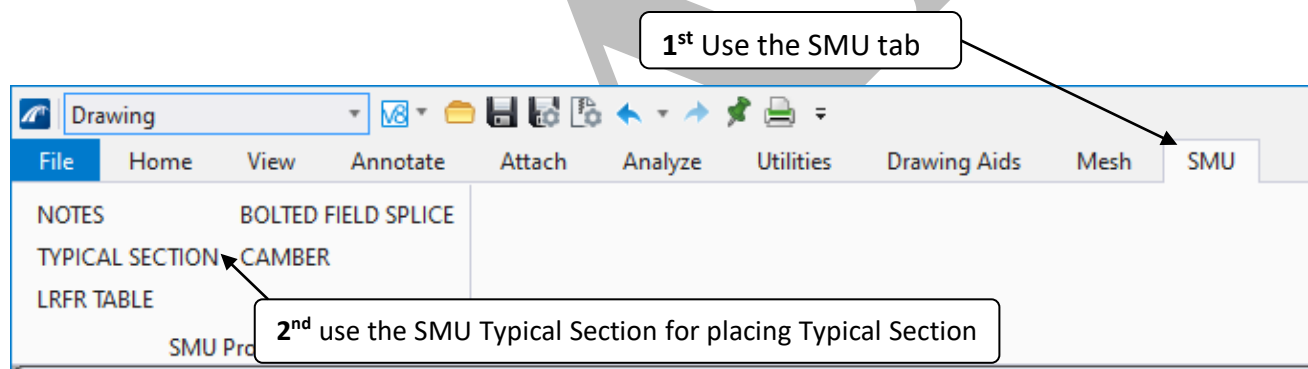 1st Use the SMU tab
Drawing
File Home View Annotate Attach Analyze Utilities Drawing Aids Mesh SMU
NOTES BOLTED FIELD SPLICE
TYPICAL SECTION CAMBER
LRFR TABLE
2nd use the SMU Typical Section for placing Typical Section
SMU